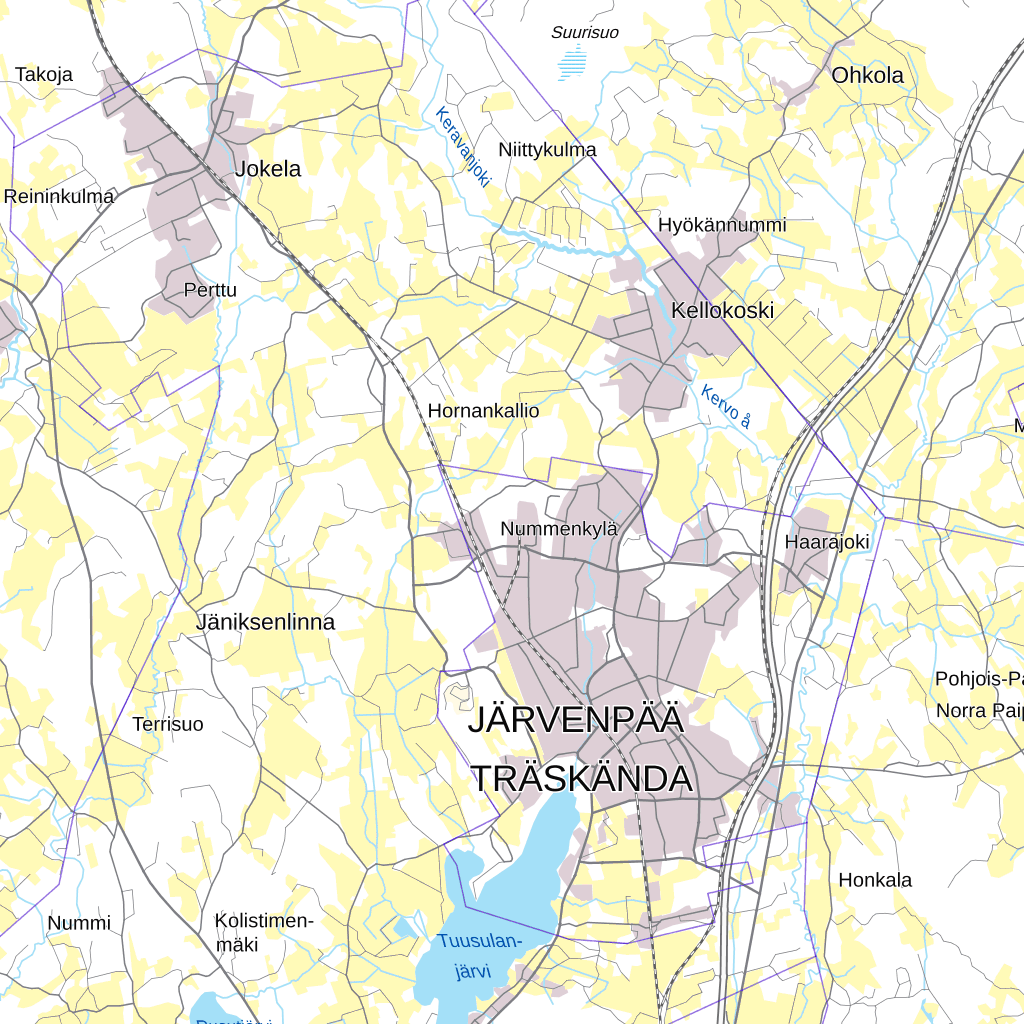 Suurisuo
Takoja
Ohkola
Keravanjoki
Niittykulma
Jokela
Reininkulma
Hyökännummi
Perttu
Kellokoski
Kervo å
Hornankallio
Nummenkylä
Haarajoki
Jäniksenlinna
Pohjois-Pa
Norra Paip
Terrisuo
JÄRVENPÄÄ
TRÄSKÄNDA
Honkala
Nummi
Kolistimen-
mäki
Tuusulan-
järvi